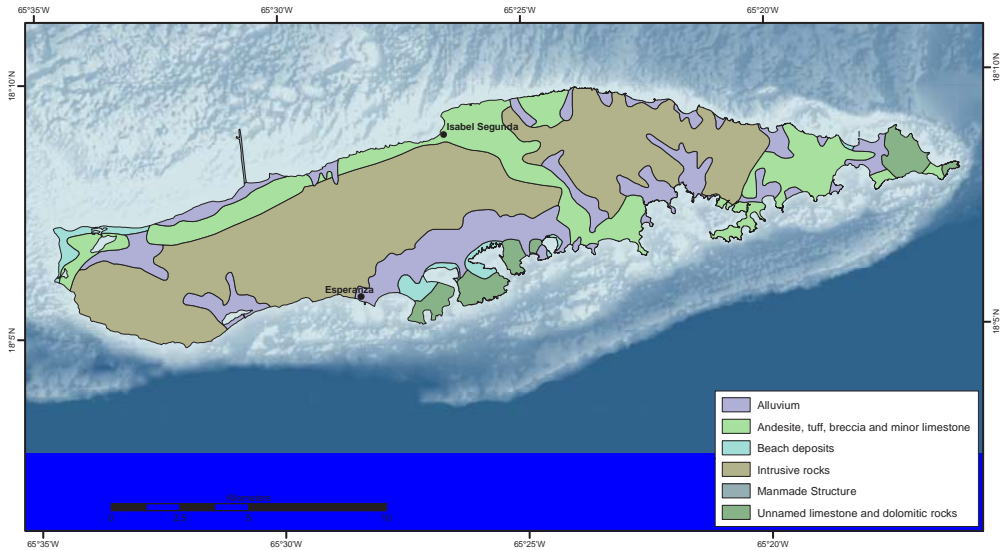 65°35'W 65°30'W 65°25'W 65°20'W
18°10'N
18°10'N
Isabel Segunda
Esperanza
18°5'N
18°5'N
Alluvium
Andesite, tuff, breccia and minor limestone
Beach deposits
Intrusive rocks
Manmade Structure
Unnamed limestone and dolomitic rocks
65°35'W 65°30'W 65°25'W 65°20'W